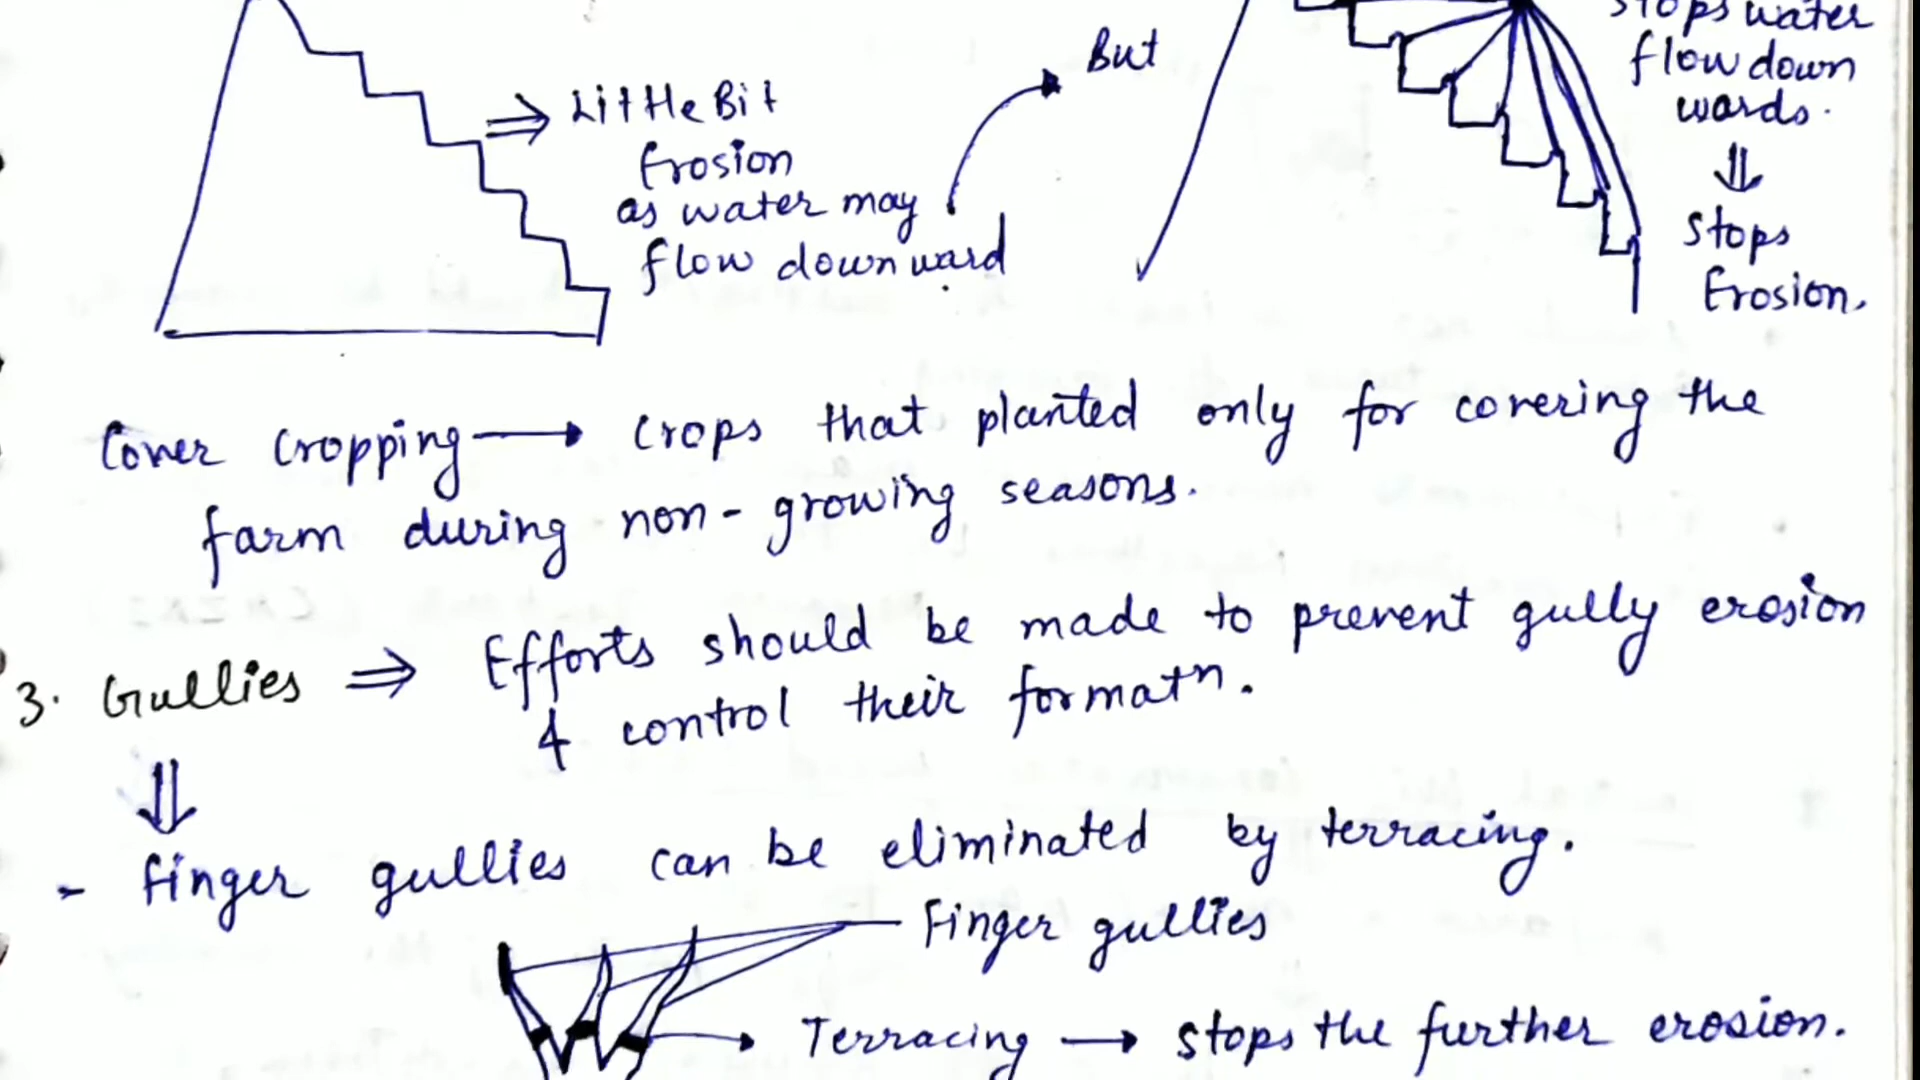 Little Bit
Erosion
as water may
flow downward
But
Stops water
flow down
wards.
Stops
Erosion.
Cover Cropping → Crops that planted only for covering the
farm during non-growing seasons.
3. Gullies ⇒ Efforts should be made to prevent gully erosion
& control their formatⁿ.
- Finger gullies can be eliminated by terracing.
Finger gullies
Terracing → Stops the further erosion.